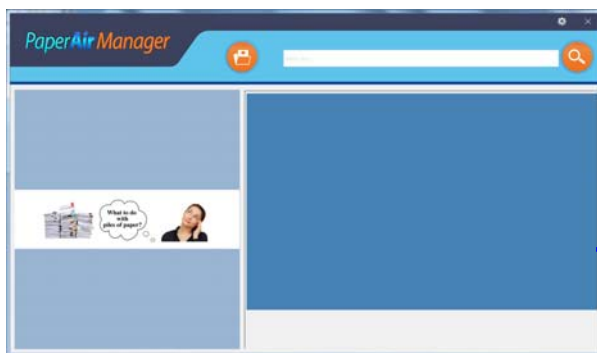 PaperAir Manager
What to do
with
piles of paper?